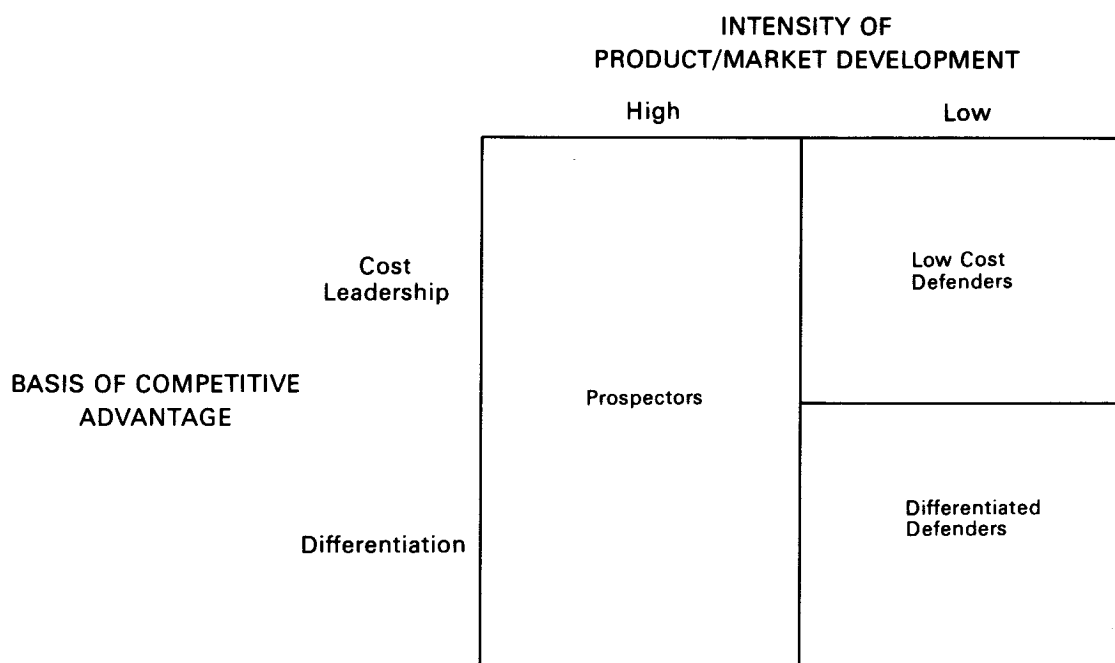 INTENSITY OF
PRODUCT/MARKET DEVELOPMENT
High Low
Cost
Leadership
Low Cost
Defenders
BASIS OF COMPETITIVE
ADVANTAGE
Prospectors
Differentiation
Differentiated
Defenders